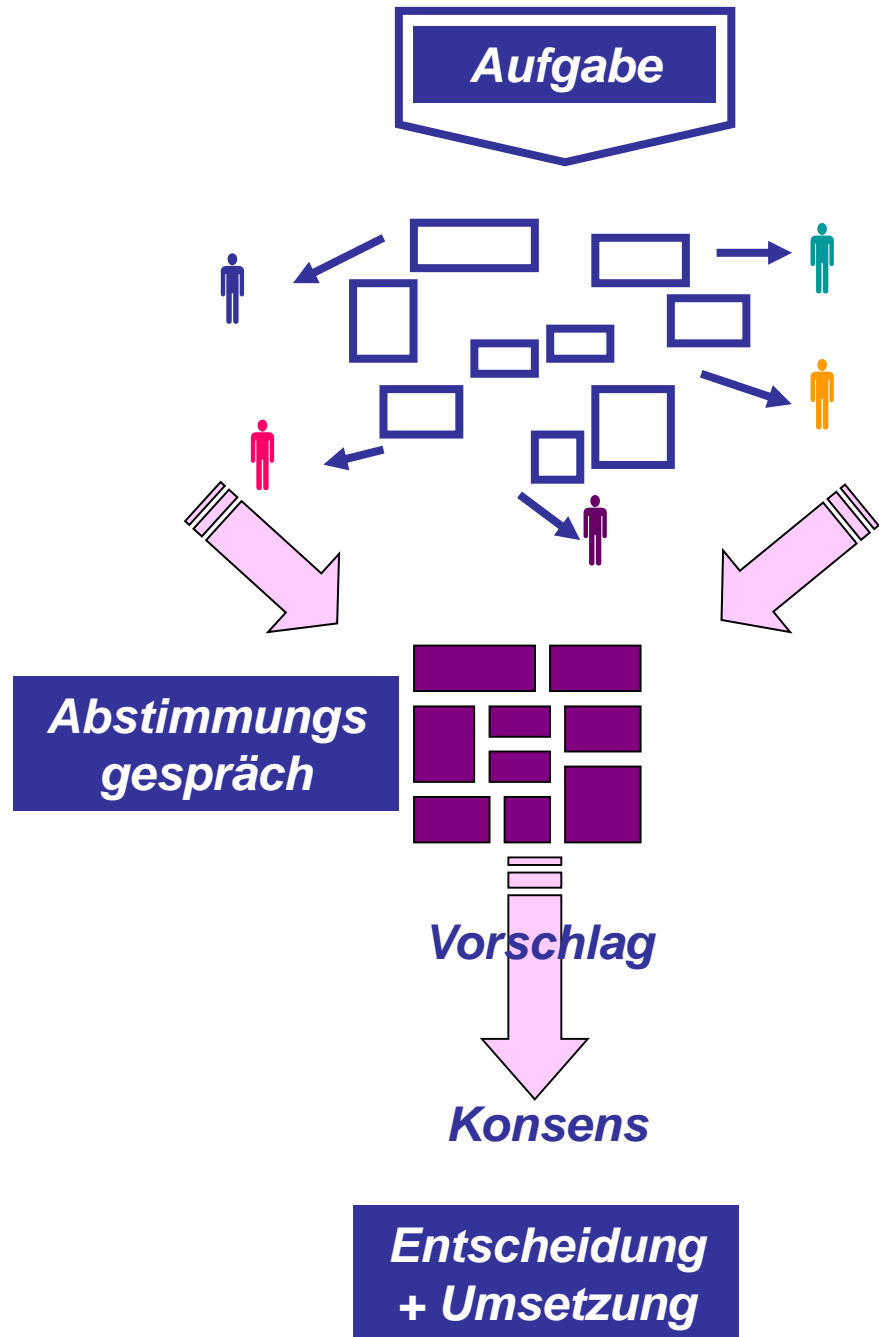 Aufgabe
Abstimmungs
gespräch
Vorschlag
Konsens
Entscheidung
+ Umsetzung